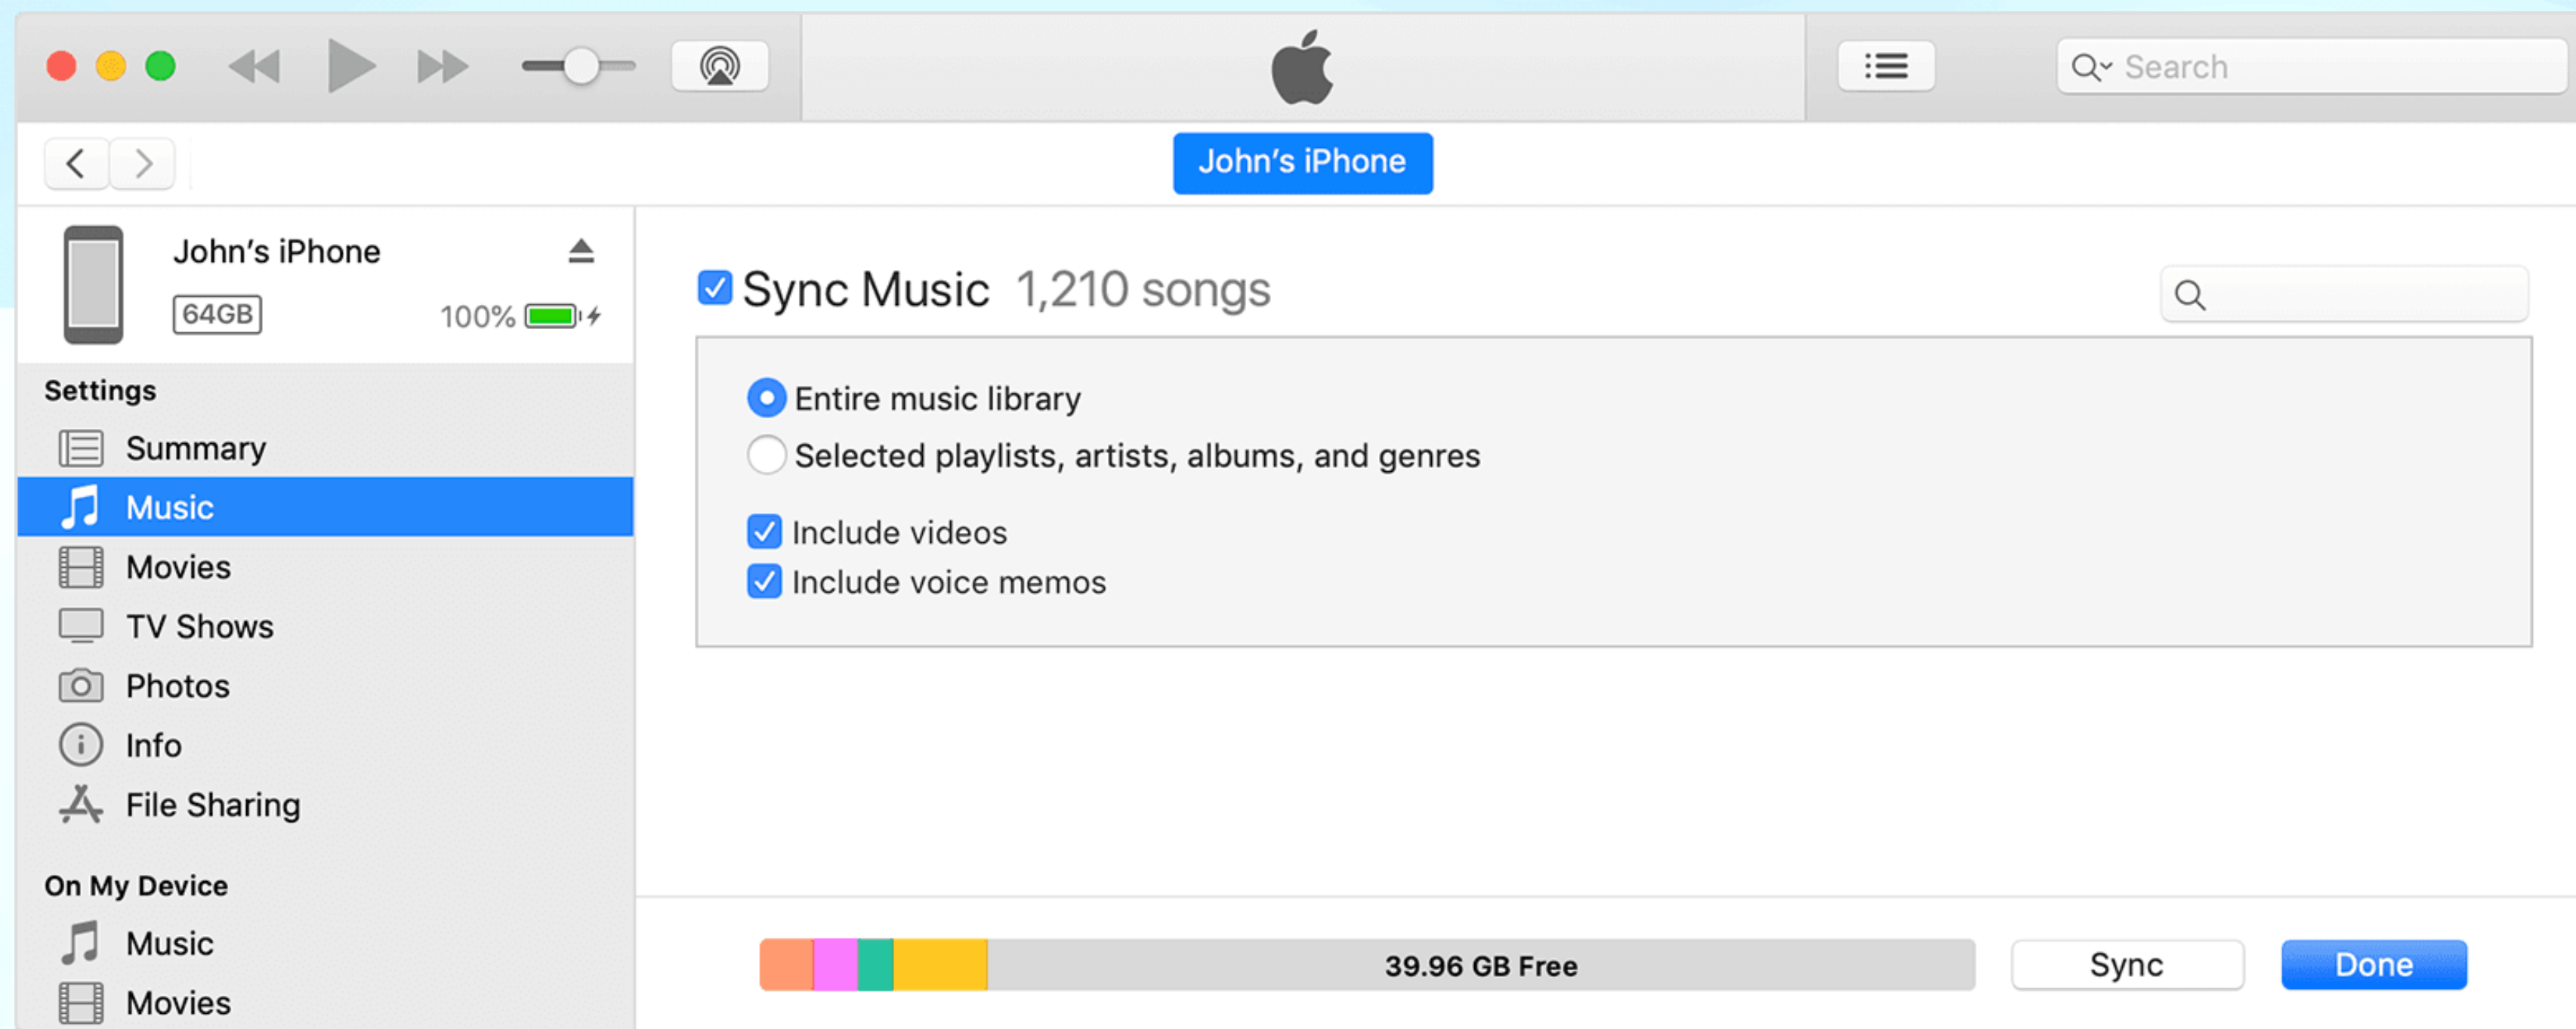 Search
John’s iPhone
John’s iPhone
64GB
100%
Settings
Summary
Music
Movies
TV Shows
Photos
Info
File Sharing
On My Device
Music
Movies
Sync Music 1,210 songs
Entire music library
Selected playlists, artists, albums, and genres
Include videos
Include voice memos
39.96 GB Free
Sync
Done